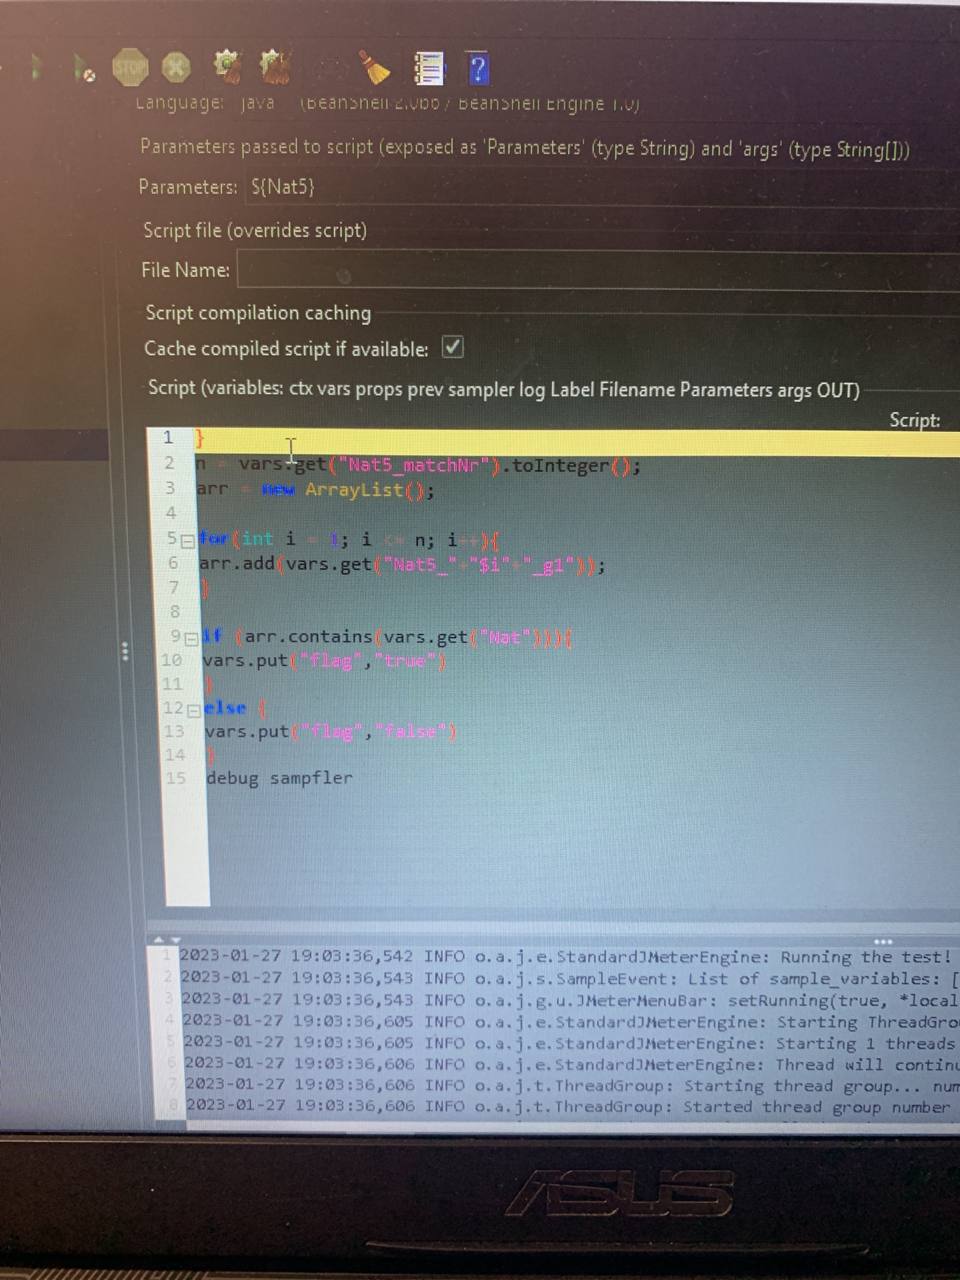 STOP
?
Language: java (BeanShell 2.0b6 / BeanShell Engine 1.0)
Parameters passed to script (exposed as 'Parameters' (type String) and 'args' (type String[]))
Parameters: ${Nat5}
Script file (overrides script)
File Name:
Script compilation caching
Cache compiled script if available:
Script (variables: ctx vars props prev sampler log Label Filename Parameters args OUT)
Script:
1 }
2 n = vars.get("Nat5_matchNr").toInteger();
3 arr = new ArrayList();
4
5 for(int i = 1; i <= n; i++){
6 arr.add(vars.get("Nat5_"+"$i"+"_g1"));
7 }
8
9 if (arr.contains(vars.get("Nat"))){
10 vars.put("flag","true")
11 }
12 else {
13 vars.put("flag","false")
14 }
15 debug sampfler
1 2023-01-27 19:03:36,542 INFO o.a.j.e.StandardJMeterEngine: Running the test!
2 2023-01-27 19:03:36,543 INFO o.a.j.s.SampleEvent: List of sample_variables: [
3 2023-01-27 19:03:36,543 INFO o.a.j.g.u.JMeterMenuBar: setRunning(true, *local
4 2023-01-27 19:03:36,605 INFO o.a.j.e.StandardJMeterEngine: Starting ThreadGro
5 2023-01-27 19:03:36,605 INFO o.a.j.e.StandardJMeterEngine: Starting 1 threads
6 2023-01-27 19:03:36,606 INFO o.a.j.e.StandardJMeterEngine: Thread will continu
7 2023-01-27 19:03:36,606 INFO o.a.j.t.ThreadGroup: Starting thread group... num
8 2023-01-27 19:03:36,606 INFO o.a.j.t.ThreadGroup: Started thread group number
ASUS